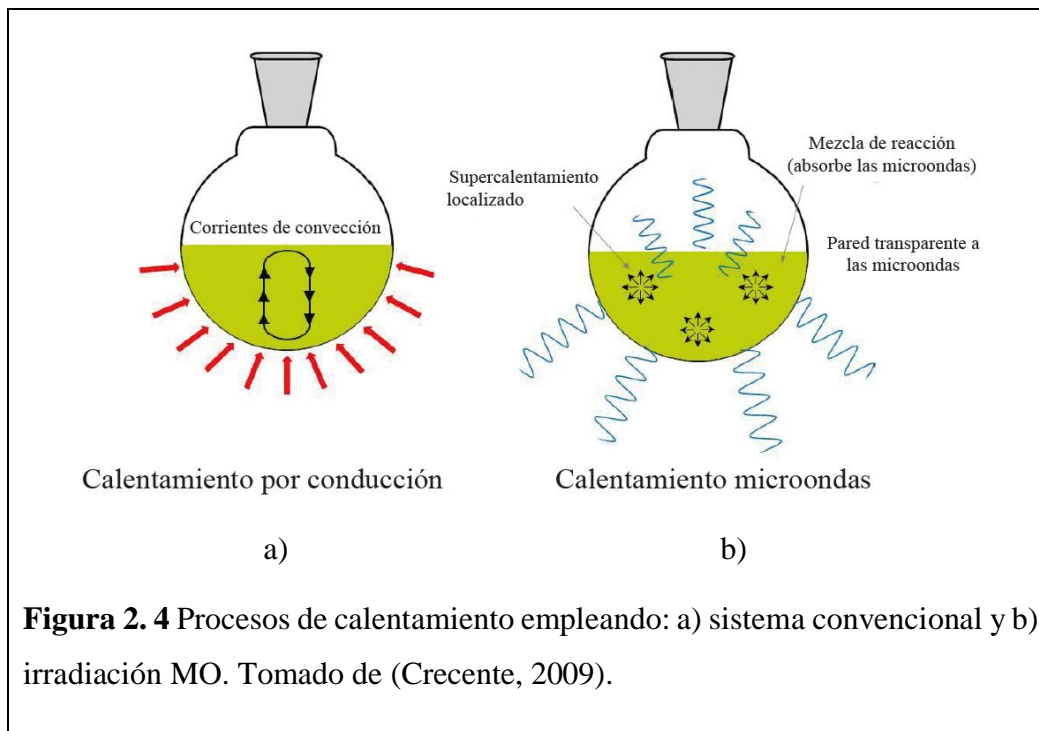 Corrientes de convección
Supercalentamiento
localizado
Mezcla de reacción
(absorbe las microondas)
Pared transparente a
las microondas
Calentamiento por conducción
Calentamiento microondas
a)
b)
Figura 2. 4 Procesos de calentamiento empleando: a) sistema convencional y b)
irradiación MO. Tomado de (Crecente, 2009).